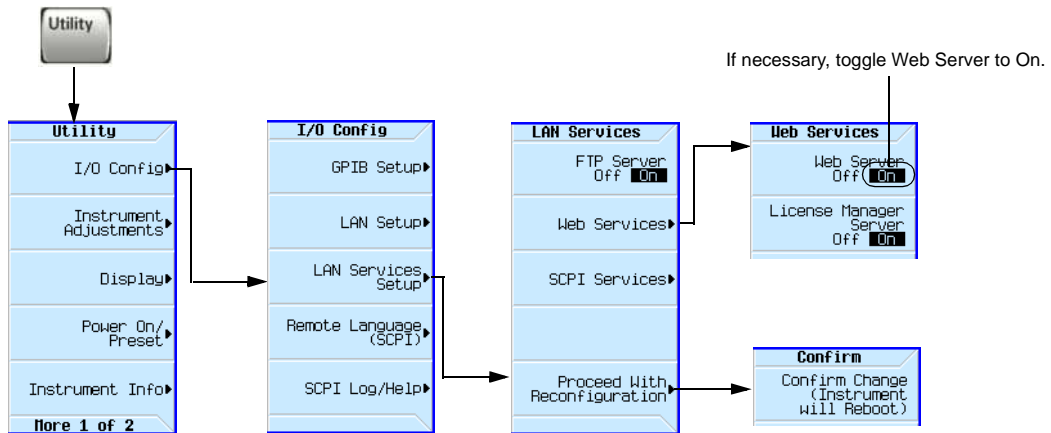 Utility
If necessary, toggle Web Server to On.
Utility
I/O Config
Instrument
Adjustments
Display
Power On/
Preset
Instrument Info
More 1 of 2
I/O Config
GPIB Setup
LAN Setup
LAN Services
Setup
Remote Language
(SCPI)
SCPI Log/Help
LAN Services
FTP Server
Off On
Web Services
SCPI Services
Proceed With
Reconfiguration
Web Services
Web Server
Off On
License Manager
Server
Off On
Confirm
Confirm Change
(Instrument
will Reboot)